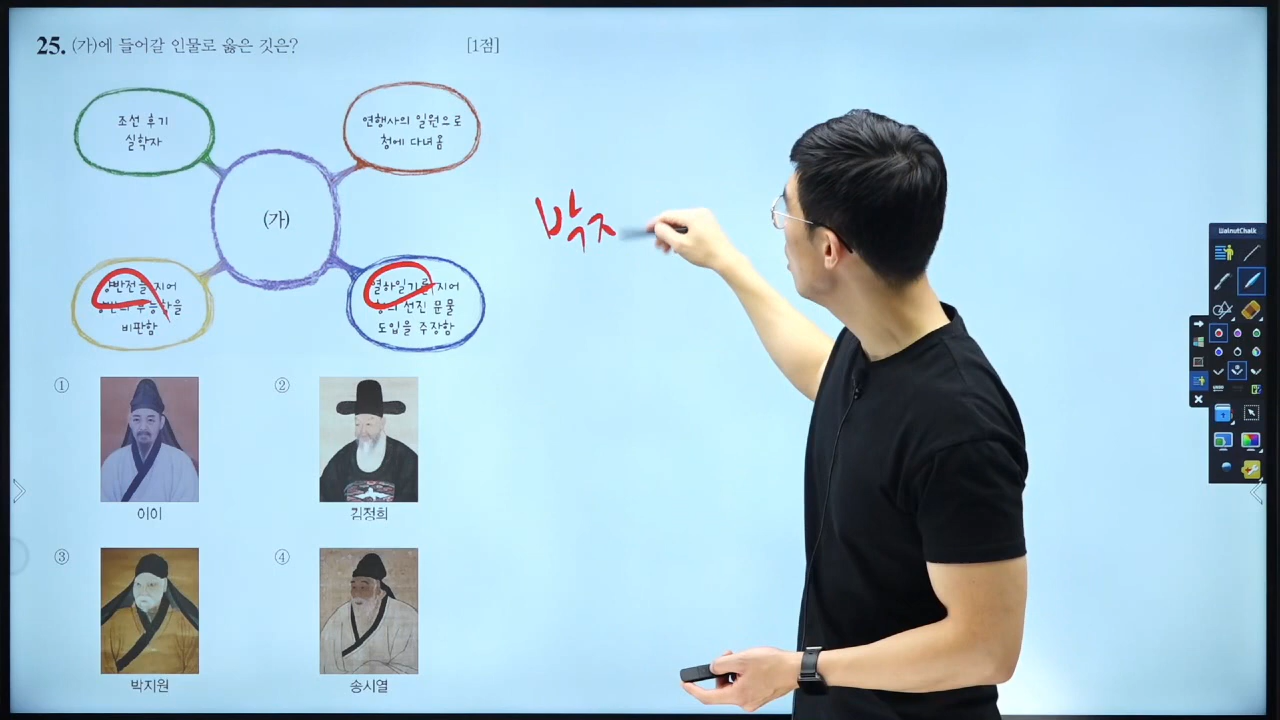 25. (가)에 들어갈 인물로 옳은 것은? [1점]
조선 후기
실학자
연행사의 일원으로
청에 다녀옴
(가)
양반전을 지어
양반의 무능함을
비판함
열하일기를 지어
청의 선진 문물
도입을 주장함
박지
① ②
이이 김정희
③ ④
박지원 송시열
WalnutChalk